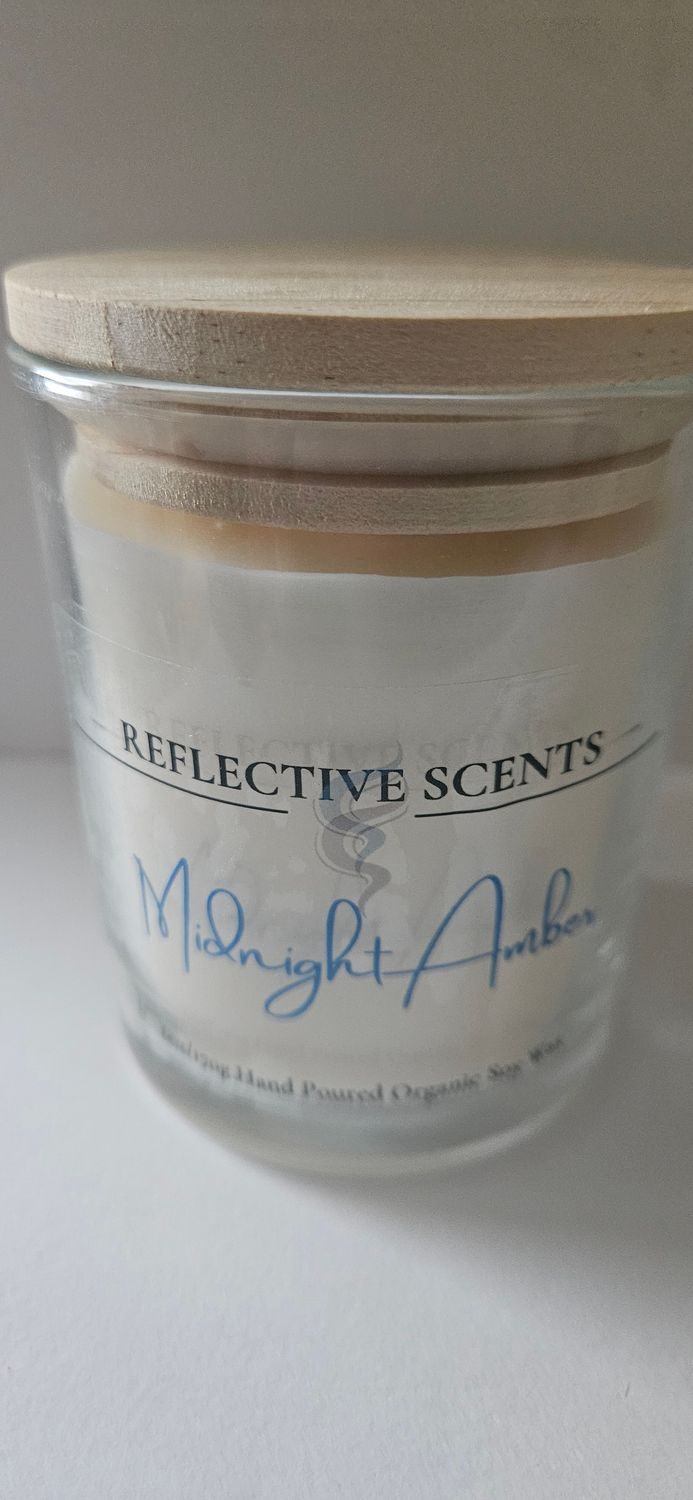 REFLECTIVE SCENTS
Midnight Amber
Hand Poured Organic Soy Wax